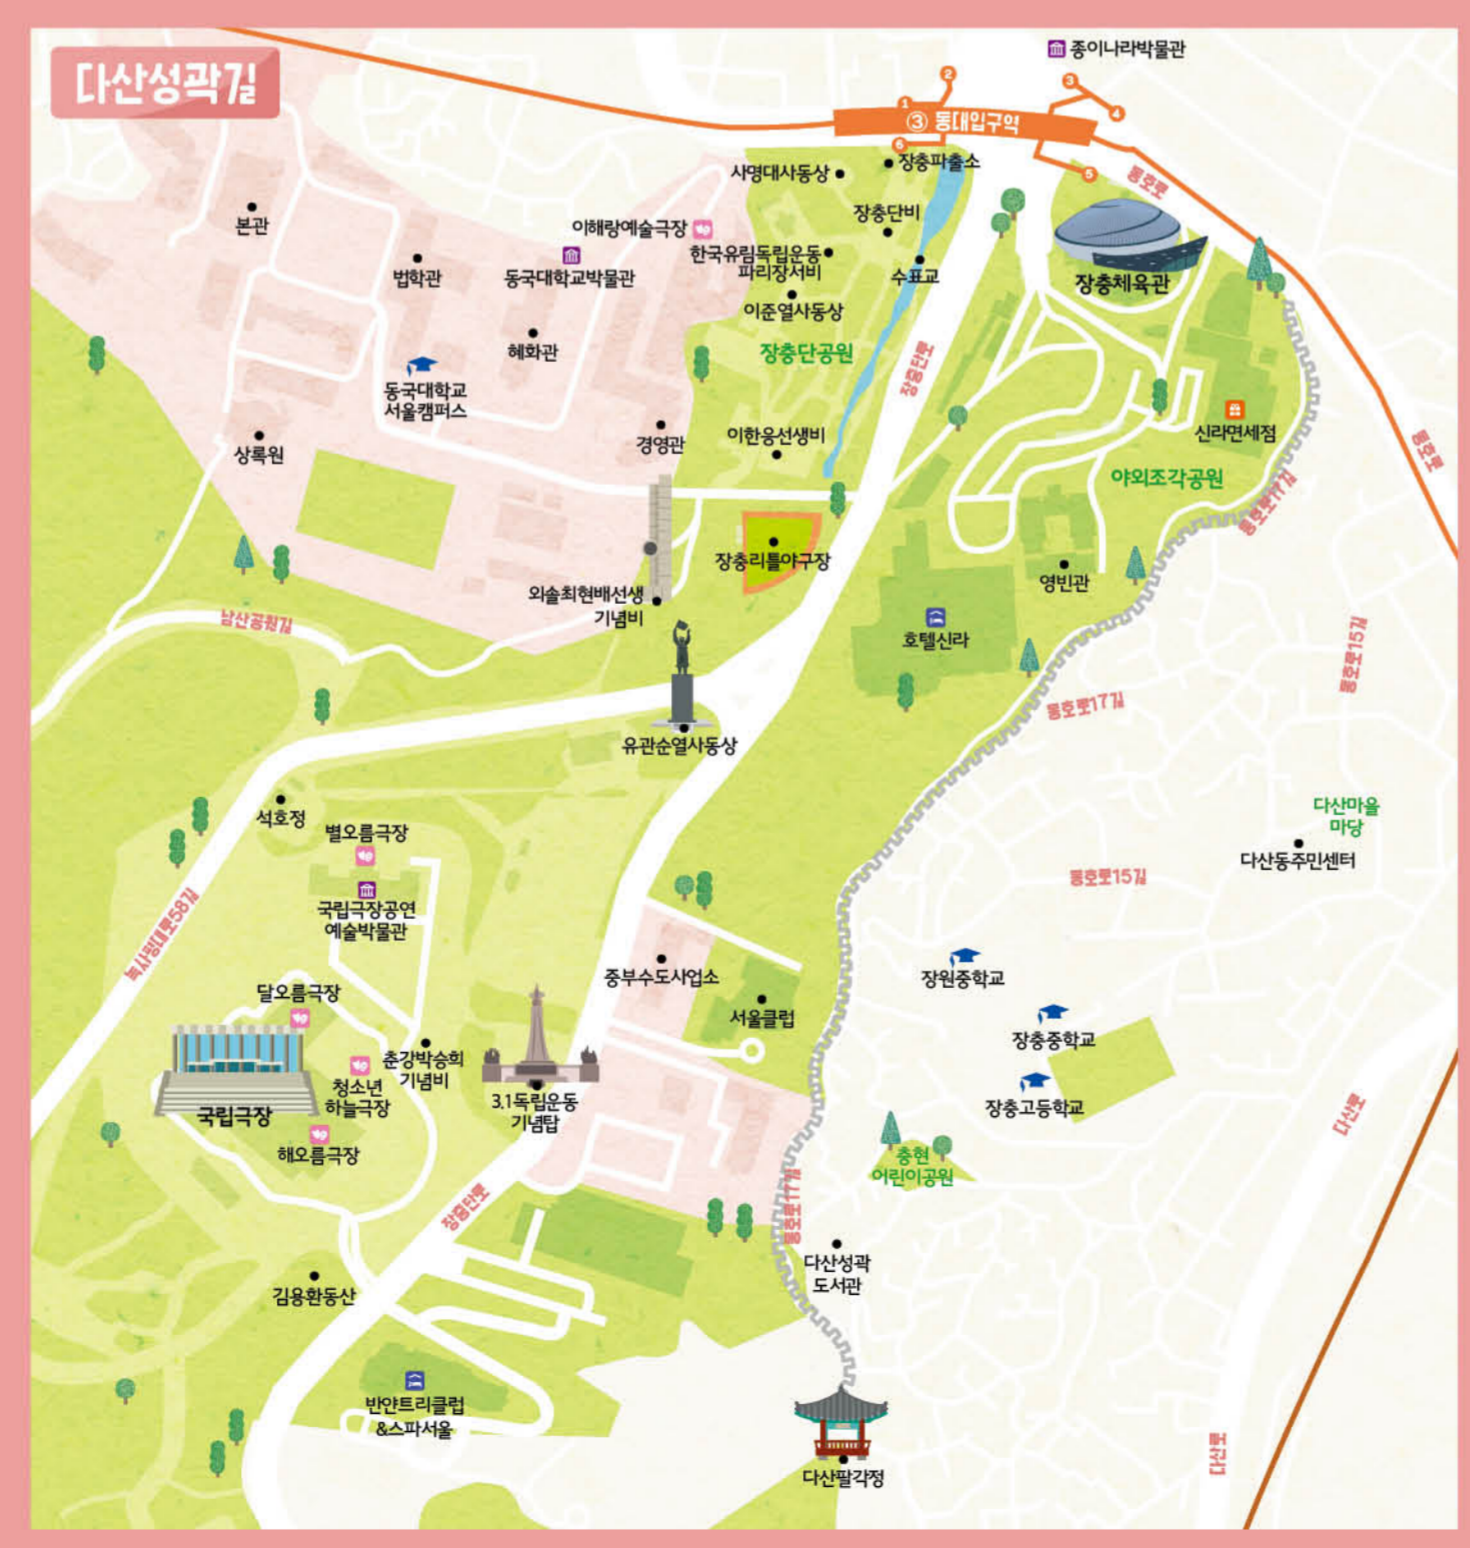 다산성곽길
종이나라박물관
2
3
1
4
③ 동대입구역
6
5
동호로
사명대사동상
장충파출소
본관
이해랑예술극장
장충단비
법학관
동국대학교박물관
한국유림독립운동
파리장서비
수표교
장충체육관
이준열사동상
혜화관
장충단공원
장충단로
동국대학교
서울캠퍼스
신라면세점
상록원
경영관
이한응선생비
동호로
야외조각공원
동호로17길
장충리틀야구장
영빈관
외솔최현배선생
기념비
남산공원길
호텔신라
동호로15길
동호로17길
유관순열사동상
석호정
별오름극장
다산마을
마당
다산동주민센터
동호로15길
국립극장공연
예술박물관
녹사평대로58길
중부수도사업소
장원중학교
달오름극장
서울클럽
장충중학교
춘강박승희
기념비
청소년
하늘극장
3.1독립운동
기념탑
국립극장
장충고등학교
다산로
해오름극장
충현
어린이공원
장충단로
동호로17길
다산성곽
도서관
김용환동산
반얀트리클럽
&스파서울
다산로
다산팔각정